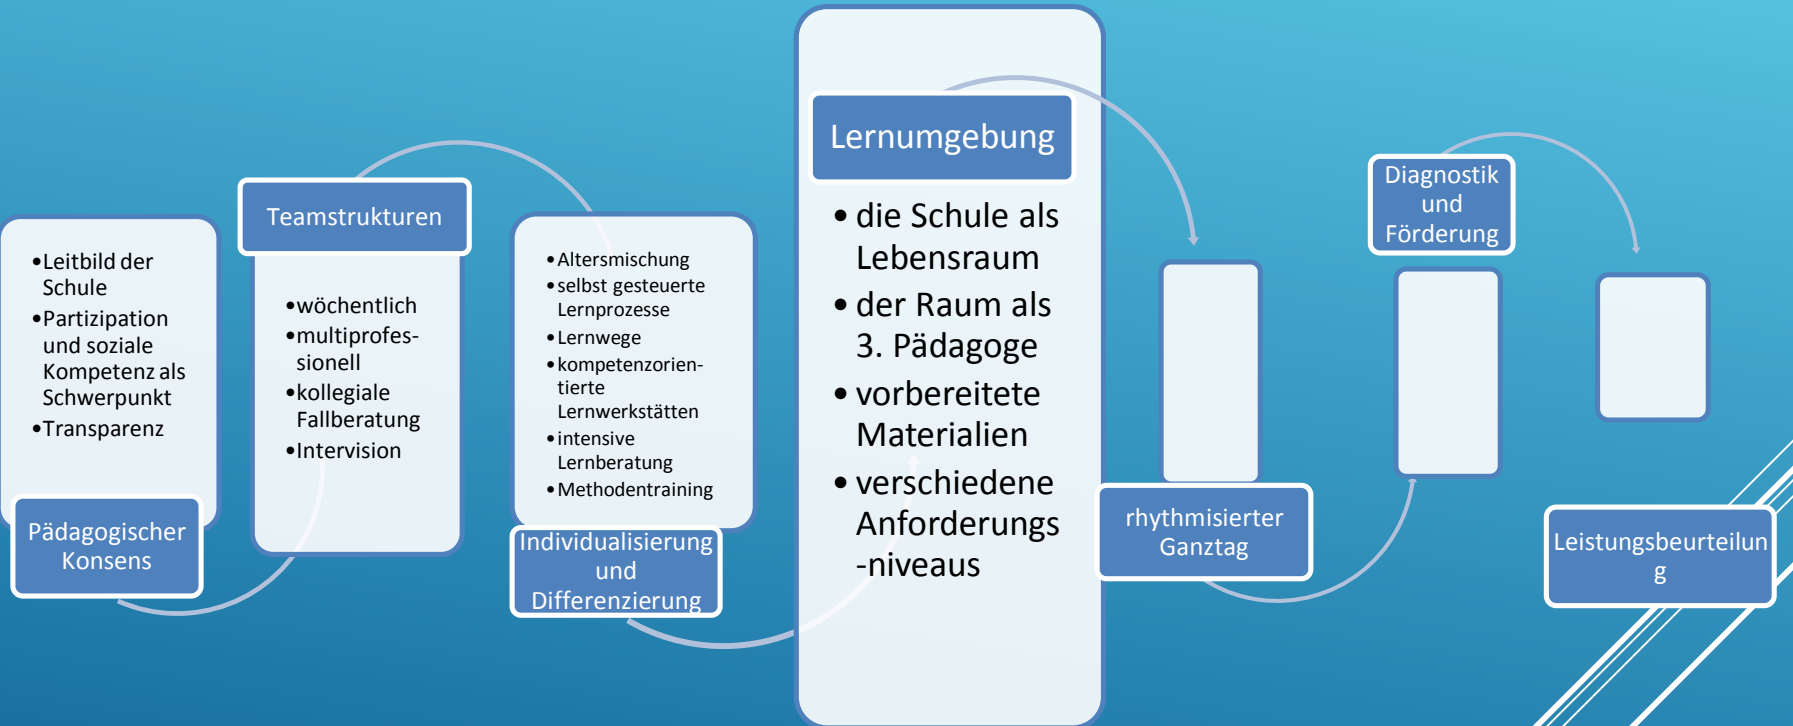 •Leitbild der
Schule
•Partizipation
und soziale
Kompetenz als
Schwerpunkt
•Transparenz
Pädagogischer
Konsens
Teamstrukturen
•wöchentlich
•multiprofes-
sionell
•kollegiale
Fallberatung
•Intervision
•Altersmischung
•selbst gesteuerte
Lernprozesse
•Lernwege
•kompetenzorien-
tierte
Lernwerkstätten
•intensive
Lernberatung
•Methodentraining
Individualisierung
und
Differenzierung
Lernumgebung
•die Schule als
Lebensraum
•der Raum als
3. Pädagoge
•vorbereitete
Materialien
•verschiedene
Anforderungs
-niveaus
rhythmisierter
Ganztag
Diagnostik
und
Förderung
Leistungsbeurteilun
g